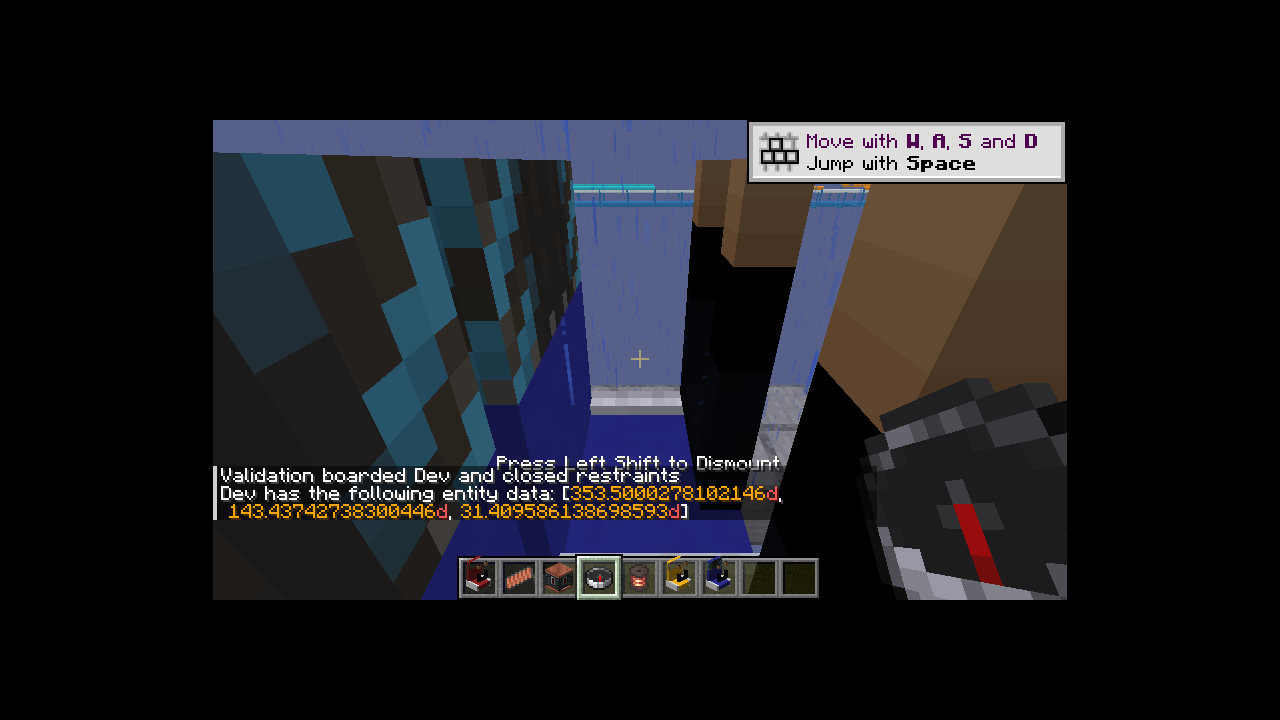 Move with W, A, S and D
Jump with Space
Press Left Shift to Dismount
Validation boarded Dev and closed restraints
Dev has the following entity data: [353.5000278102146d,
143.43742738300446d, 31.409586138698593d]